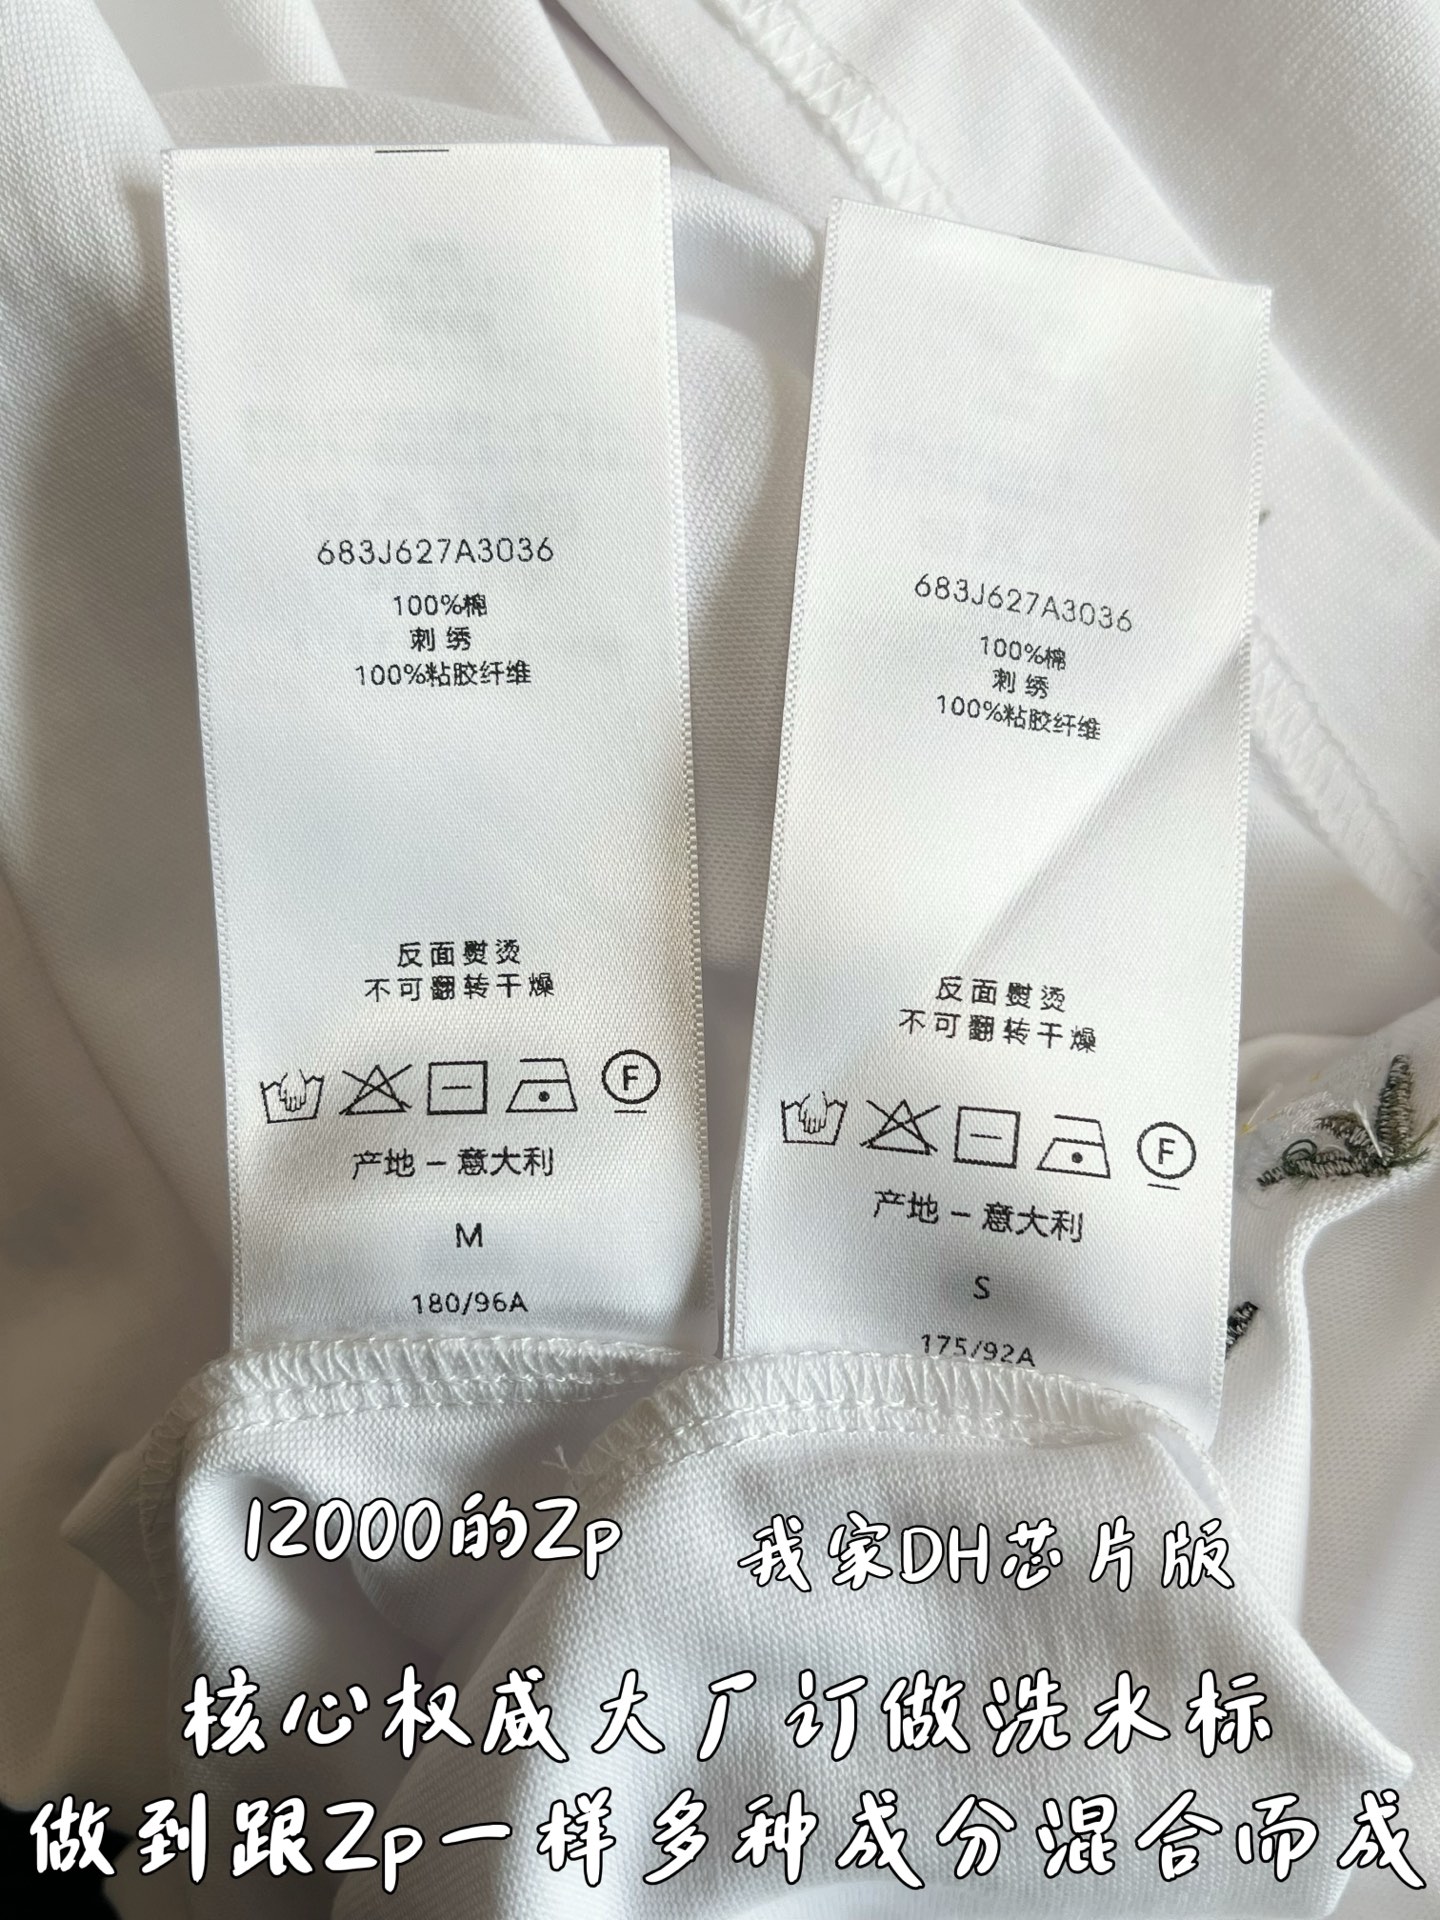 683J627A3036
100%棉
刺绣
100%粘胶纤维
反面熨烫
不可翻转干燥
F
产地 – 意大利
M
180/96A
683J627A3036
100%棉
刺绣
100%粘胶纤维
反面熨烫
不可翻转干燥
F
产地 – 意大利
S
175/92A
12000的Zp
我家DH芯片版
核心权威大厂订做洗水标
做到跟Zp一样多种成分混合而成